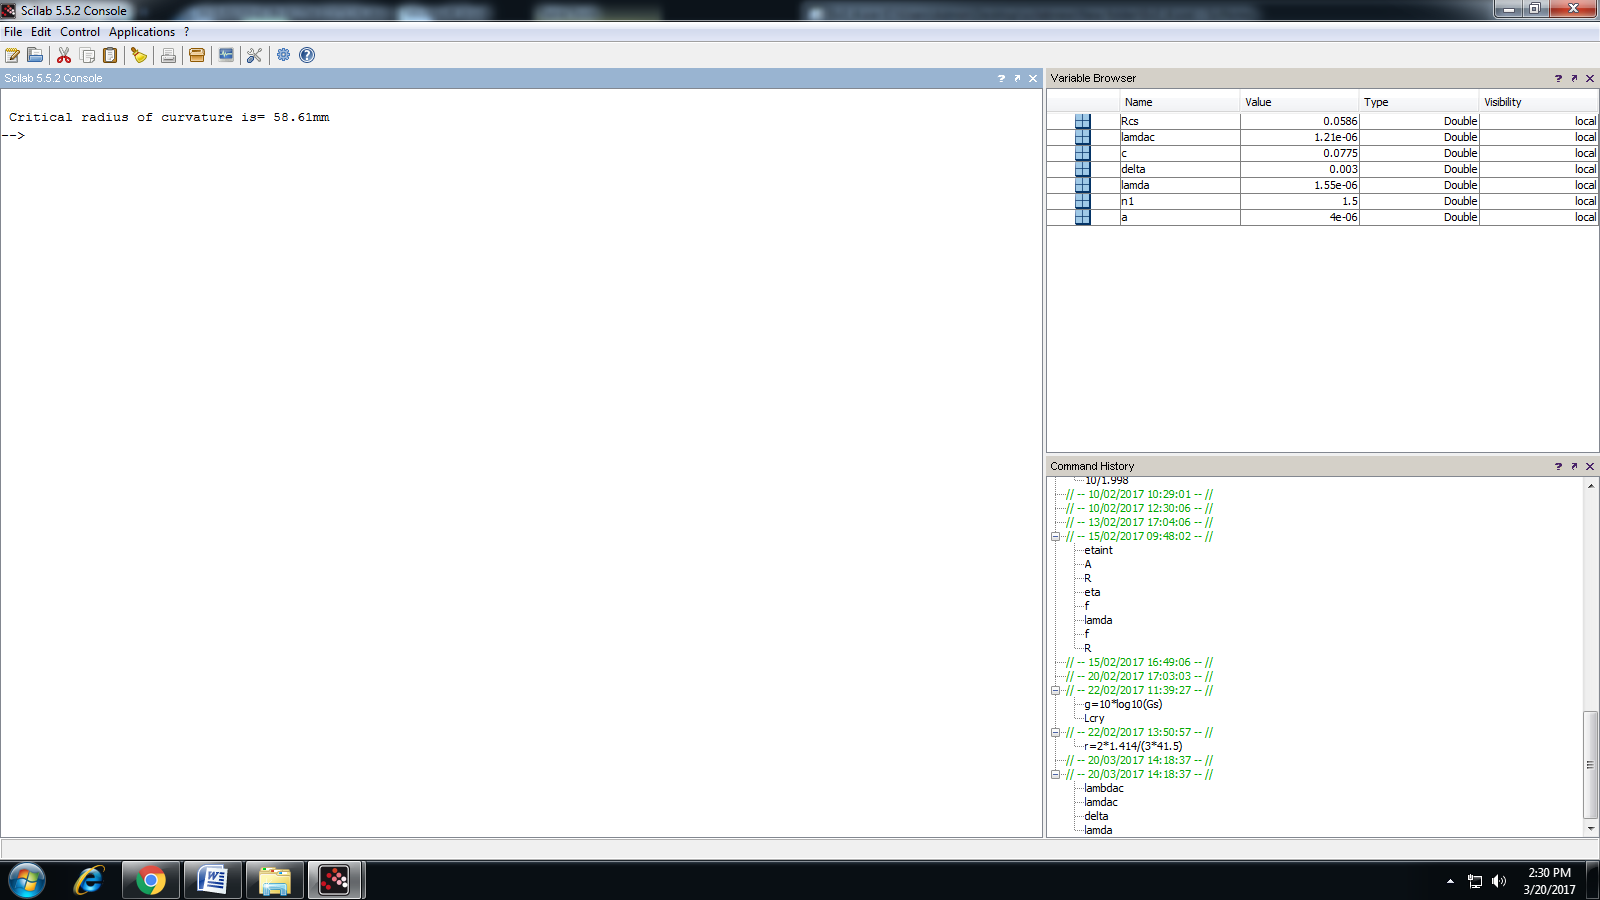 Scilab 5.5.2 Console
File Edit Control Applications ?
Scilab 5.5.2 Console
Critical radius of curvature is= 58.61mm
-->
Variable Browser
Name Value Type Visibility
Rcs 0.0586 Double local
lamdac 1.21e-06 Double local
c 0.0775 Double local
delta 0.003 Double local
lamda 1.55e-06 Double local
n1 1.5 Double local
a 4e-06 Double local
Command History
10/1.998
// -- 10/02/2017 10:29:01 -- //
// -- 10/02/2017 12:30:06 -- //
// -- 13/02/2017 17:04:06 -- //
// -- 15/02/2017 09:48:02 -- //
etaint
A
R
eta
f
lamda
f
R
// -- 15/02/2017 16:49:06 -- //
// -- 20/02/2017 17:03:03 -- //
// -- 22/02/2017 11:39:27 -- //
g=10*log10(Gs)
Lcry
// -- 22/02/2017 13:50:57 -- //
r=2*1.414/(3*41.5)
// -- 20/03/2017 14:18:37 -- //
// -- 20/03/2017 14:18:37 -- //
lambdac
lamdac
delta
lamda
2:30 PM
3/20/2017